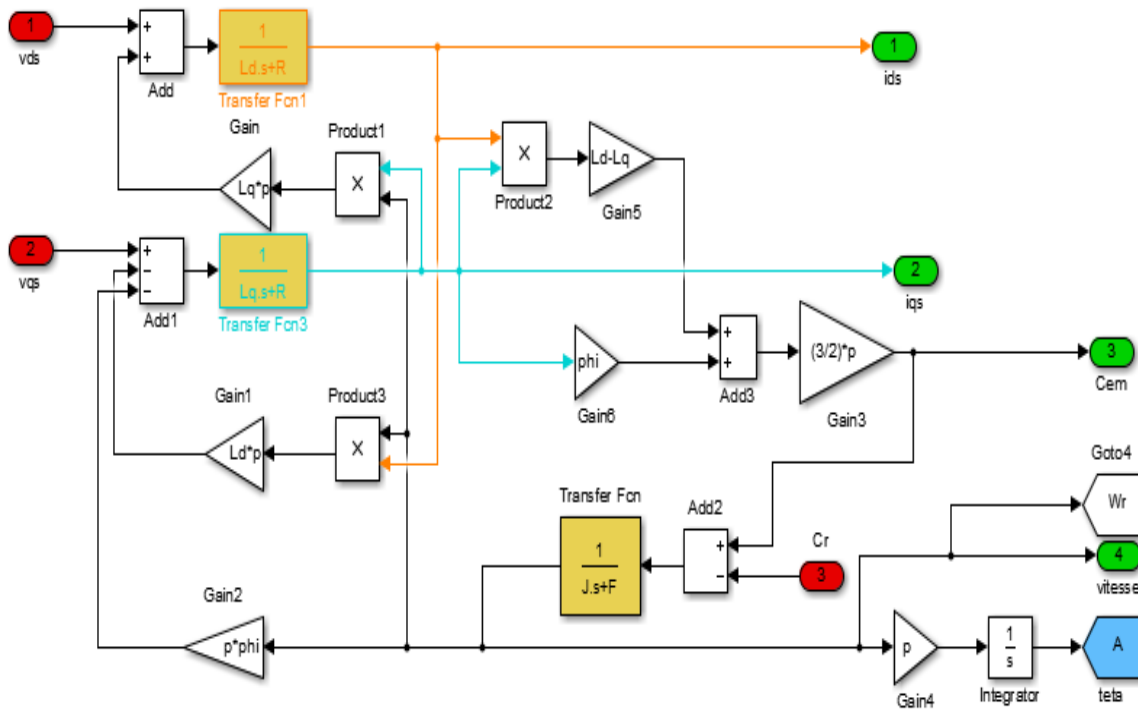 1
vds
+
+
Add
1
Ld.s+R
Transfer Fcn1
1
ids
Gain
Lq*p
Product1
X
X
Product2
Ld-Lq
Gain5
2
vqs
+
−
−
Add1
1
Lq.s+R
Transfer Fcn3
2
iqs
phi
Gain6
+
+
Add3
(3/2)*p
Gain3
3
Cem
Gain1
Ld*p
Product3
X
Goto4
Wr
Transfer Fcn
1
J.s+F
Add2
+
−
Cr
3
4
vitesse
Gain2
p*phi
p
Gain4
1
s
Integrator
A
teta